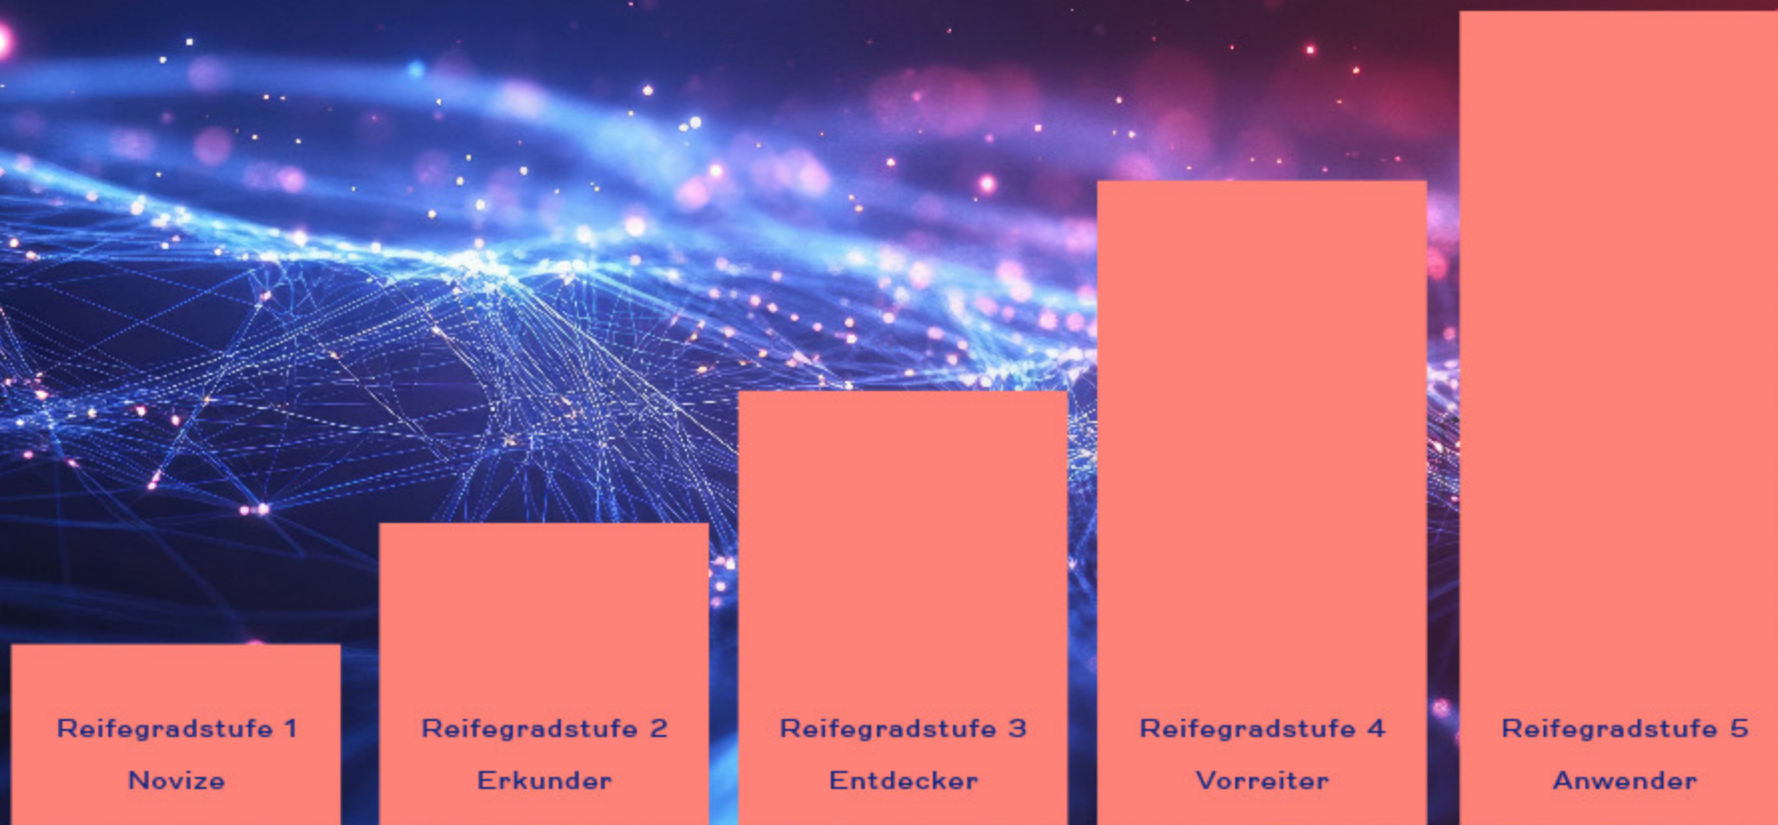 Reifegradstufe 1
Novize
Reifegradstufe 2
Erkunder
Reifegradstufe 3
Entdecker
Reifegradstufe 4
Vorreiter
Reifegradstufe 5
Anwender